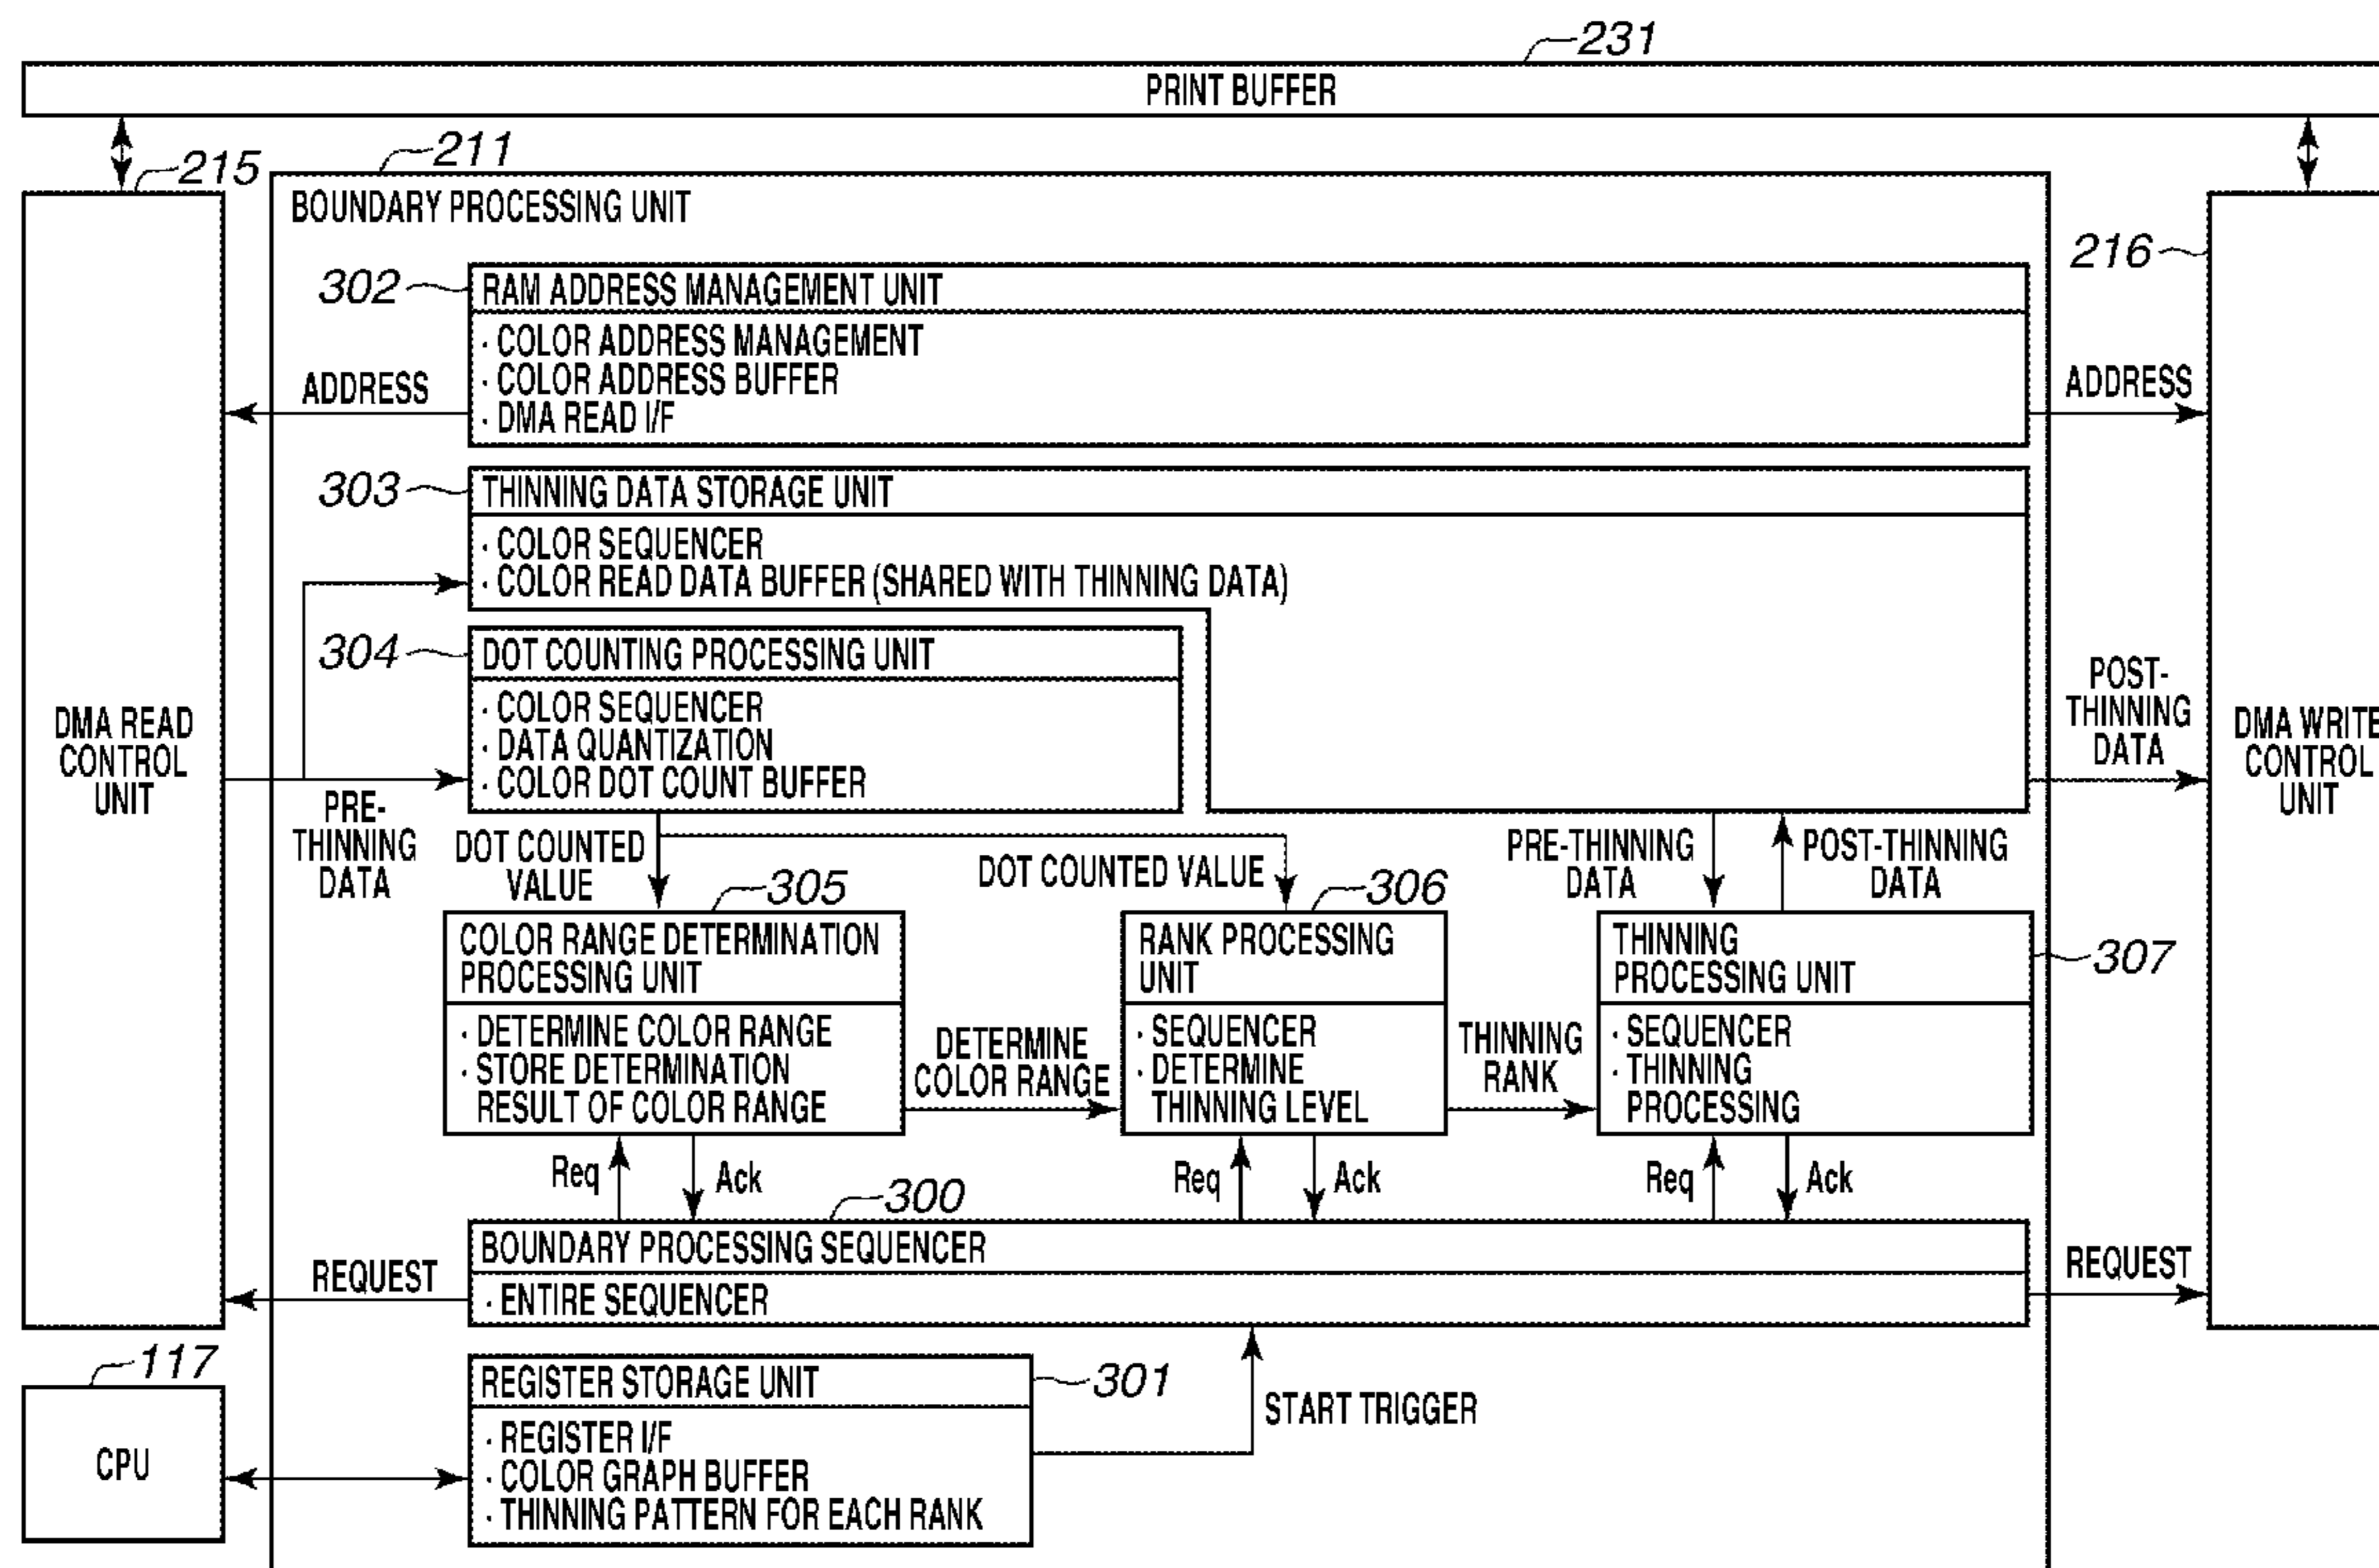 231
PRINT BUFFER
211
215
BOUNDARY PROCESSING UNIT
216
302
RAM ADDRESS MANAGEMENT UNIT
· COLOR ADDRESS MANAGEMENT
· COLOR ADDRESS BUFFER
· DMA READ I/F
ADDRESS
ADDRESS
303
THINNING DATA STORAGE UNIT
· COLOR SEQUENCER
· COLOR READ DATA BUFFER (SHARED WITH THINNING DATA)
304
DOT COUNTING PROCESSING UNIT
· COLOR SEQUENCER
· DATA QUANTIZATION
· COLOR DOT COUNT BUFFER
DMA READ
CONTROL
UNIT
POST-
THINNING
DATA
DMA WRITE
CONTROL
UNIT
PRE-
THINNING
DATA
DOT COUNTED
VALUE
DOT COUNTED VALUE
PRE-THINNING
DATA
POST-THINNING
DATA
305
COLOR RANGE DETERMINATION
PROCESSING UNIT
· DETERMINE COLOR RANGE
· STORE DETERMINATION
RESULT OF COLOR RANGE
DETERMINE
COLOR RANGE
306
RANK PROCESSING
UNIT
· SEQUENCER
· DETERMINE
THINNING LEVEL
THINNING
RANK
307
THINNING
PROCESSING UNIT
· SEQUENCER
· THINNING
PROCESSING
Req
Ack
Req
Ack
Req
Ack
300
BOUNDARY PROCESSING SEQUENCER
· ENTIRE SEQUENCER
REQUEST
REQUEST
117
CPU
301
REGISTER STORAGE UNIT
· REGISTER I/F
· COLOR GRAPH BUFFER
· THINNING PATTERN FOR EACH RANK
START TRIGGER